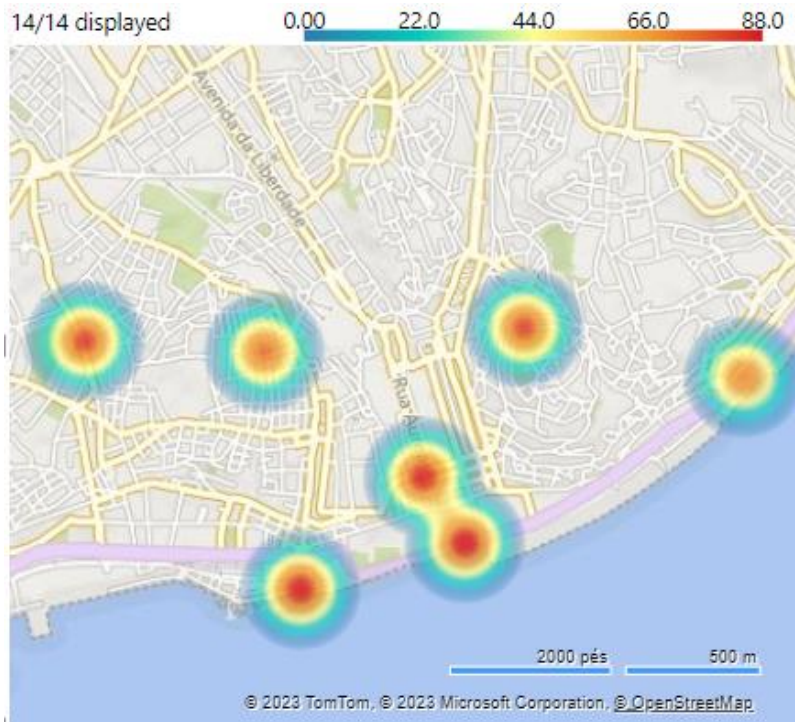 14/14 displayed
0.00 22.0 44.0 66.0 88.0
Avenida da Liberdade
Rua Au
2000 pés 500 m
© 2023 TomTom, © 2023 Microsoft Corporation, © OpenStreetMap